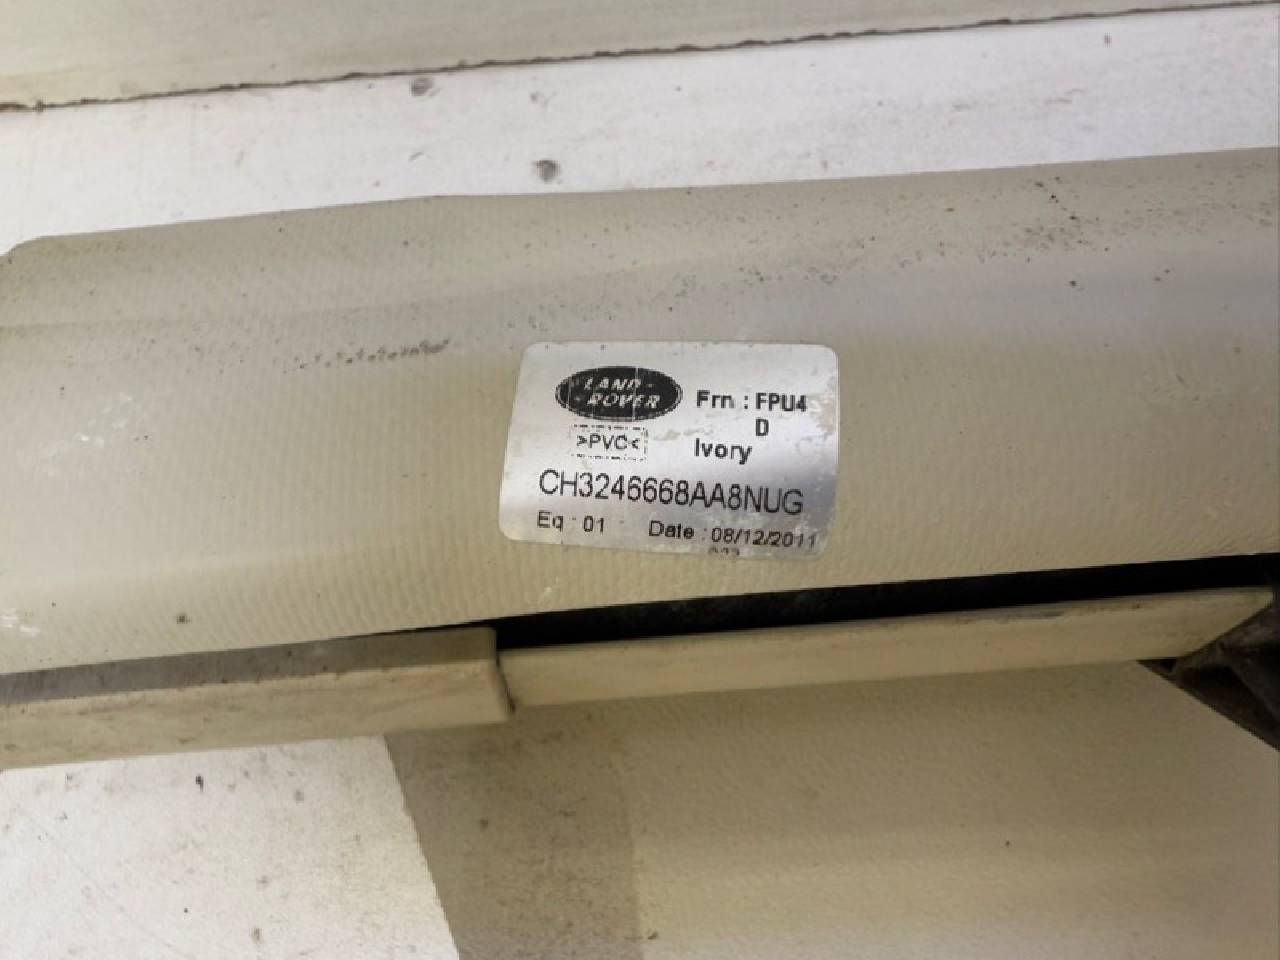 LAND-
-ROVER
Frn : FPU4
D
>PVC<
Ivory
CH3246668AA8NUG
Eq : 01 Date : 08/12/2011